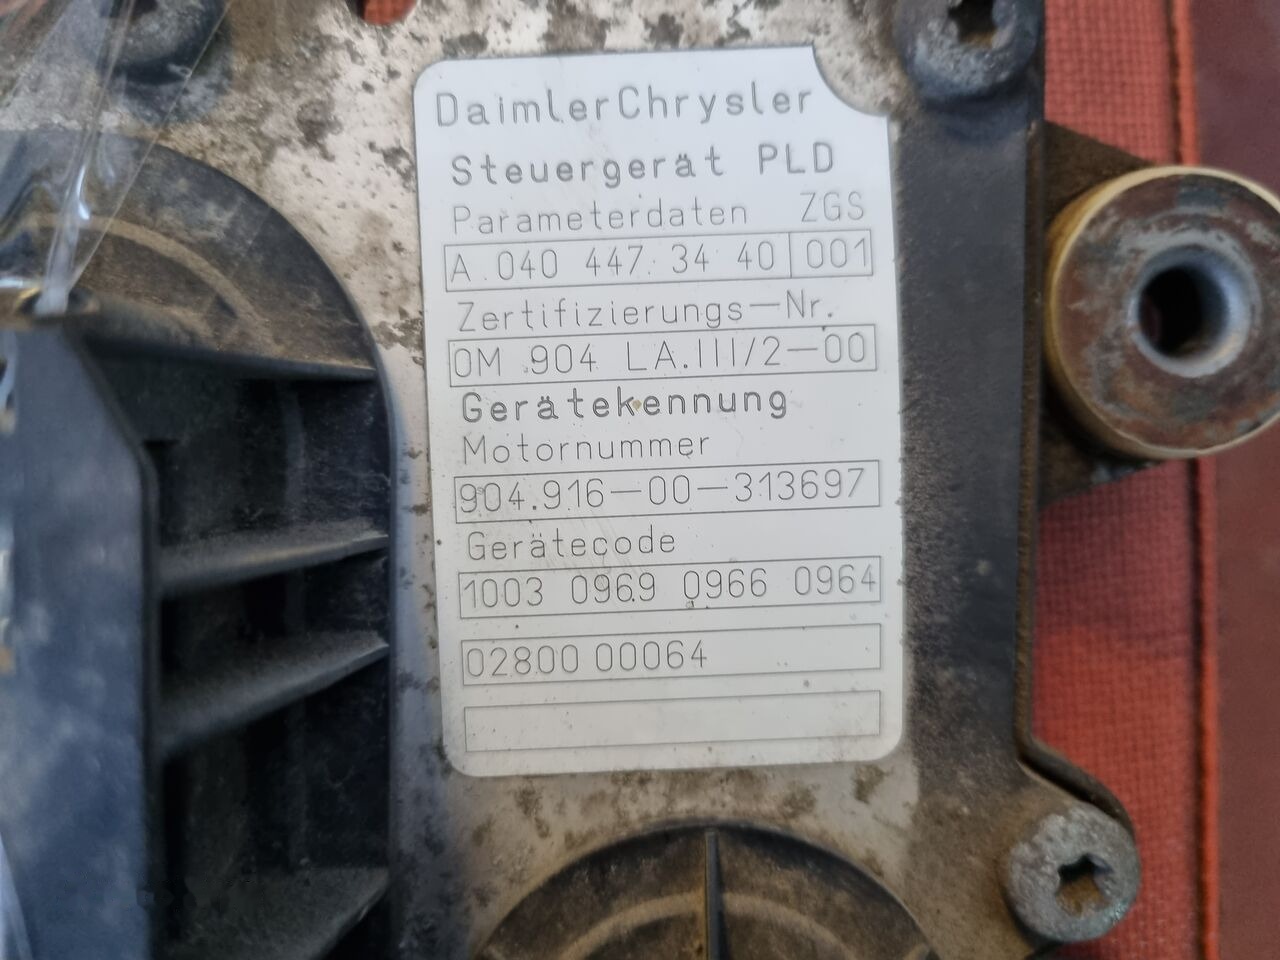 DaimlerChrysler
Steuergerät PLD
Parameterdaten ZGS
A 040 447 34 40 001
Zertifizierungs-Nr.
OM 904 LA.III/2-00
Gerätekennung
Motornummer
904.916-00-313697
Gerätecode
1003 0969 0966 0964
02800 00064